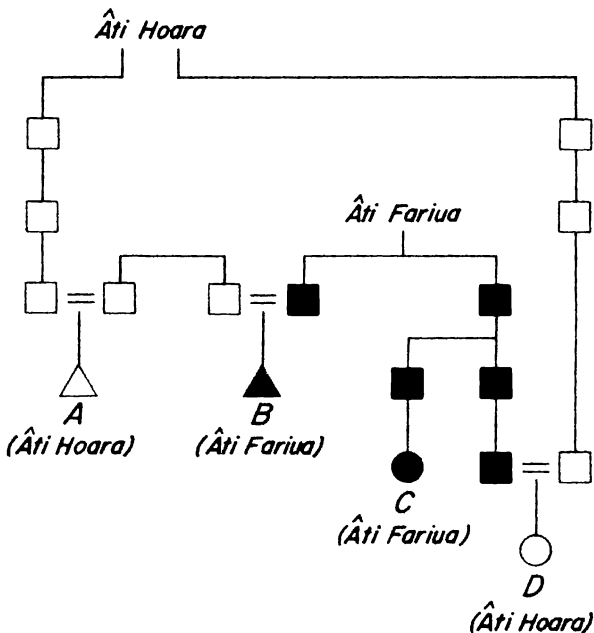 Âti Hoara
Âti Fariua
A
(Âti Hoara)
B
(Âti Fariua)
C
(Âti Fariua)
D
(Âti Hoara)